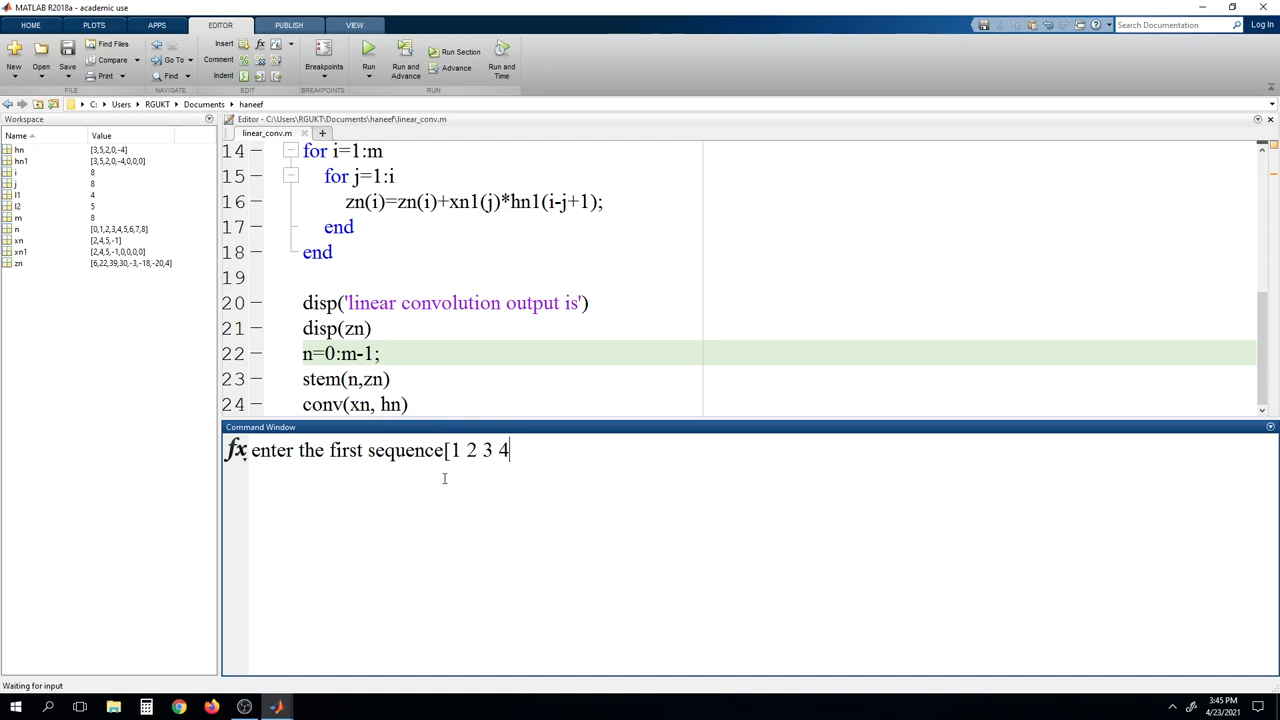 MATLAB R2018a - academic use
HOME PLOTS APPS EDITOR PUBLISH VIEW Search Documentation Log In
New Open Save Find Files Compare Print Go To Find Insert Comment Indent fx Breakpoints Run Run and Advance Run Section Advance Run and Time
FILE NAVIGATE EDIT BREAKPOINTS RUN
C: Users RGUKT Documents haneef
Workspace
Name Value
hn [3,5,2,0,-4]
hn1 [3,5,2,0,-4,0,0,0]
i 8
j 8
l1 4
l2 5
m 8
n [0,1,2,3,4,5,6,7,8]
xn [2,4,5,-1]
xn1 [2,4,5,-1,0,0,0,0]
zn [6,22,39,30,-3,-18,-20,4]
Editor - C:\Users\RGUKT\Documents\haneef\linear_conv.m
linear_conv.m
14 for i=1:m
15 for j=1:i
16 zn(i)=zn(i)+xn1(j)*hn1(i-j+1);
17 end
18 end
19
20 disp('linear convolution output is')
21 disp(zn)
22 n=0:m-1;
23 stem(n,zn)
24 conv(xn, hn)
Command Window
fx enter the first sequence[1 2 3 4
Waiting for input
3:45 PM
4/23/2021